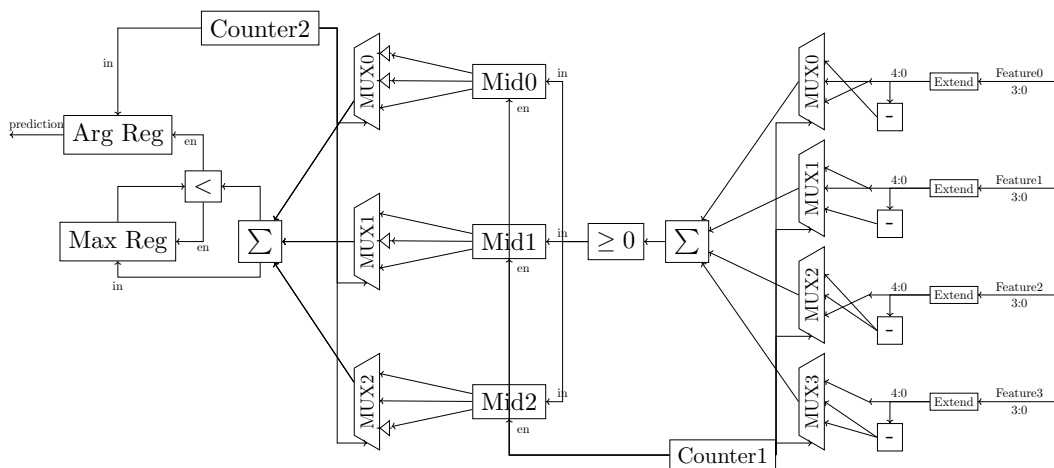 Counter2
in
prediction
Arg Reg
en
<
Max Reg
en
in
∑
MUX0
MUX1
MUX2
Mid0
in
en
Mid1
in
en
Mid2
in
en
≥ 0
∑
Counter1
MUX0
4:0
Extend
Feature0
3:0
-
MUX1
4:0
Extend
Feature1
3:0
-
MUX2
4:0
Extend
Feature2
3:0
-
MUX3
4:0
Extend
Feature3
3:0
-